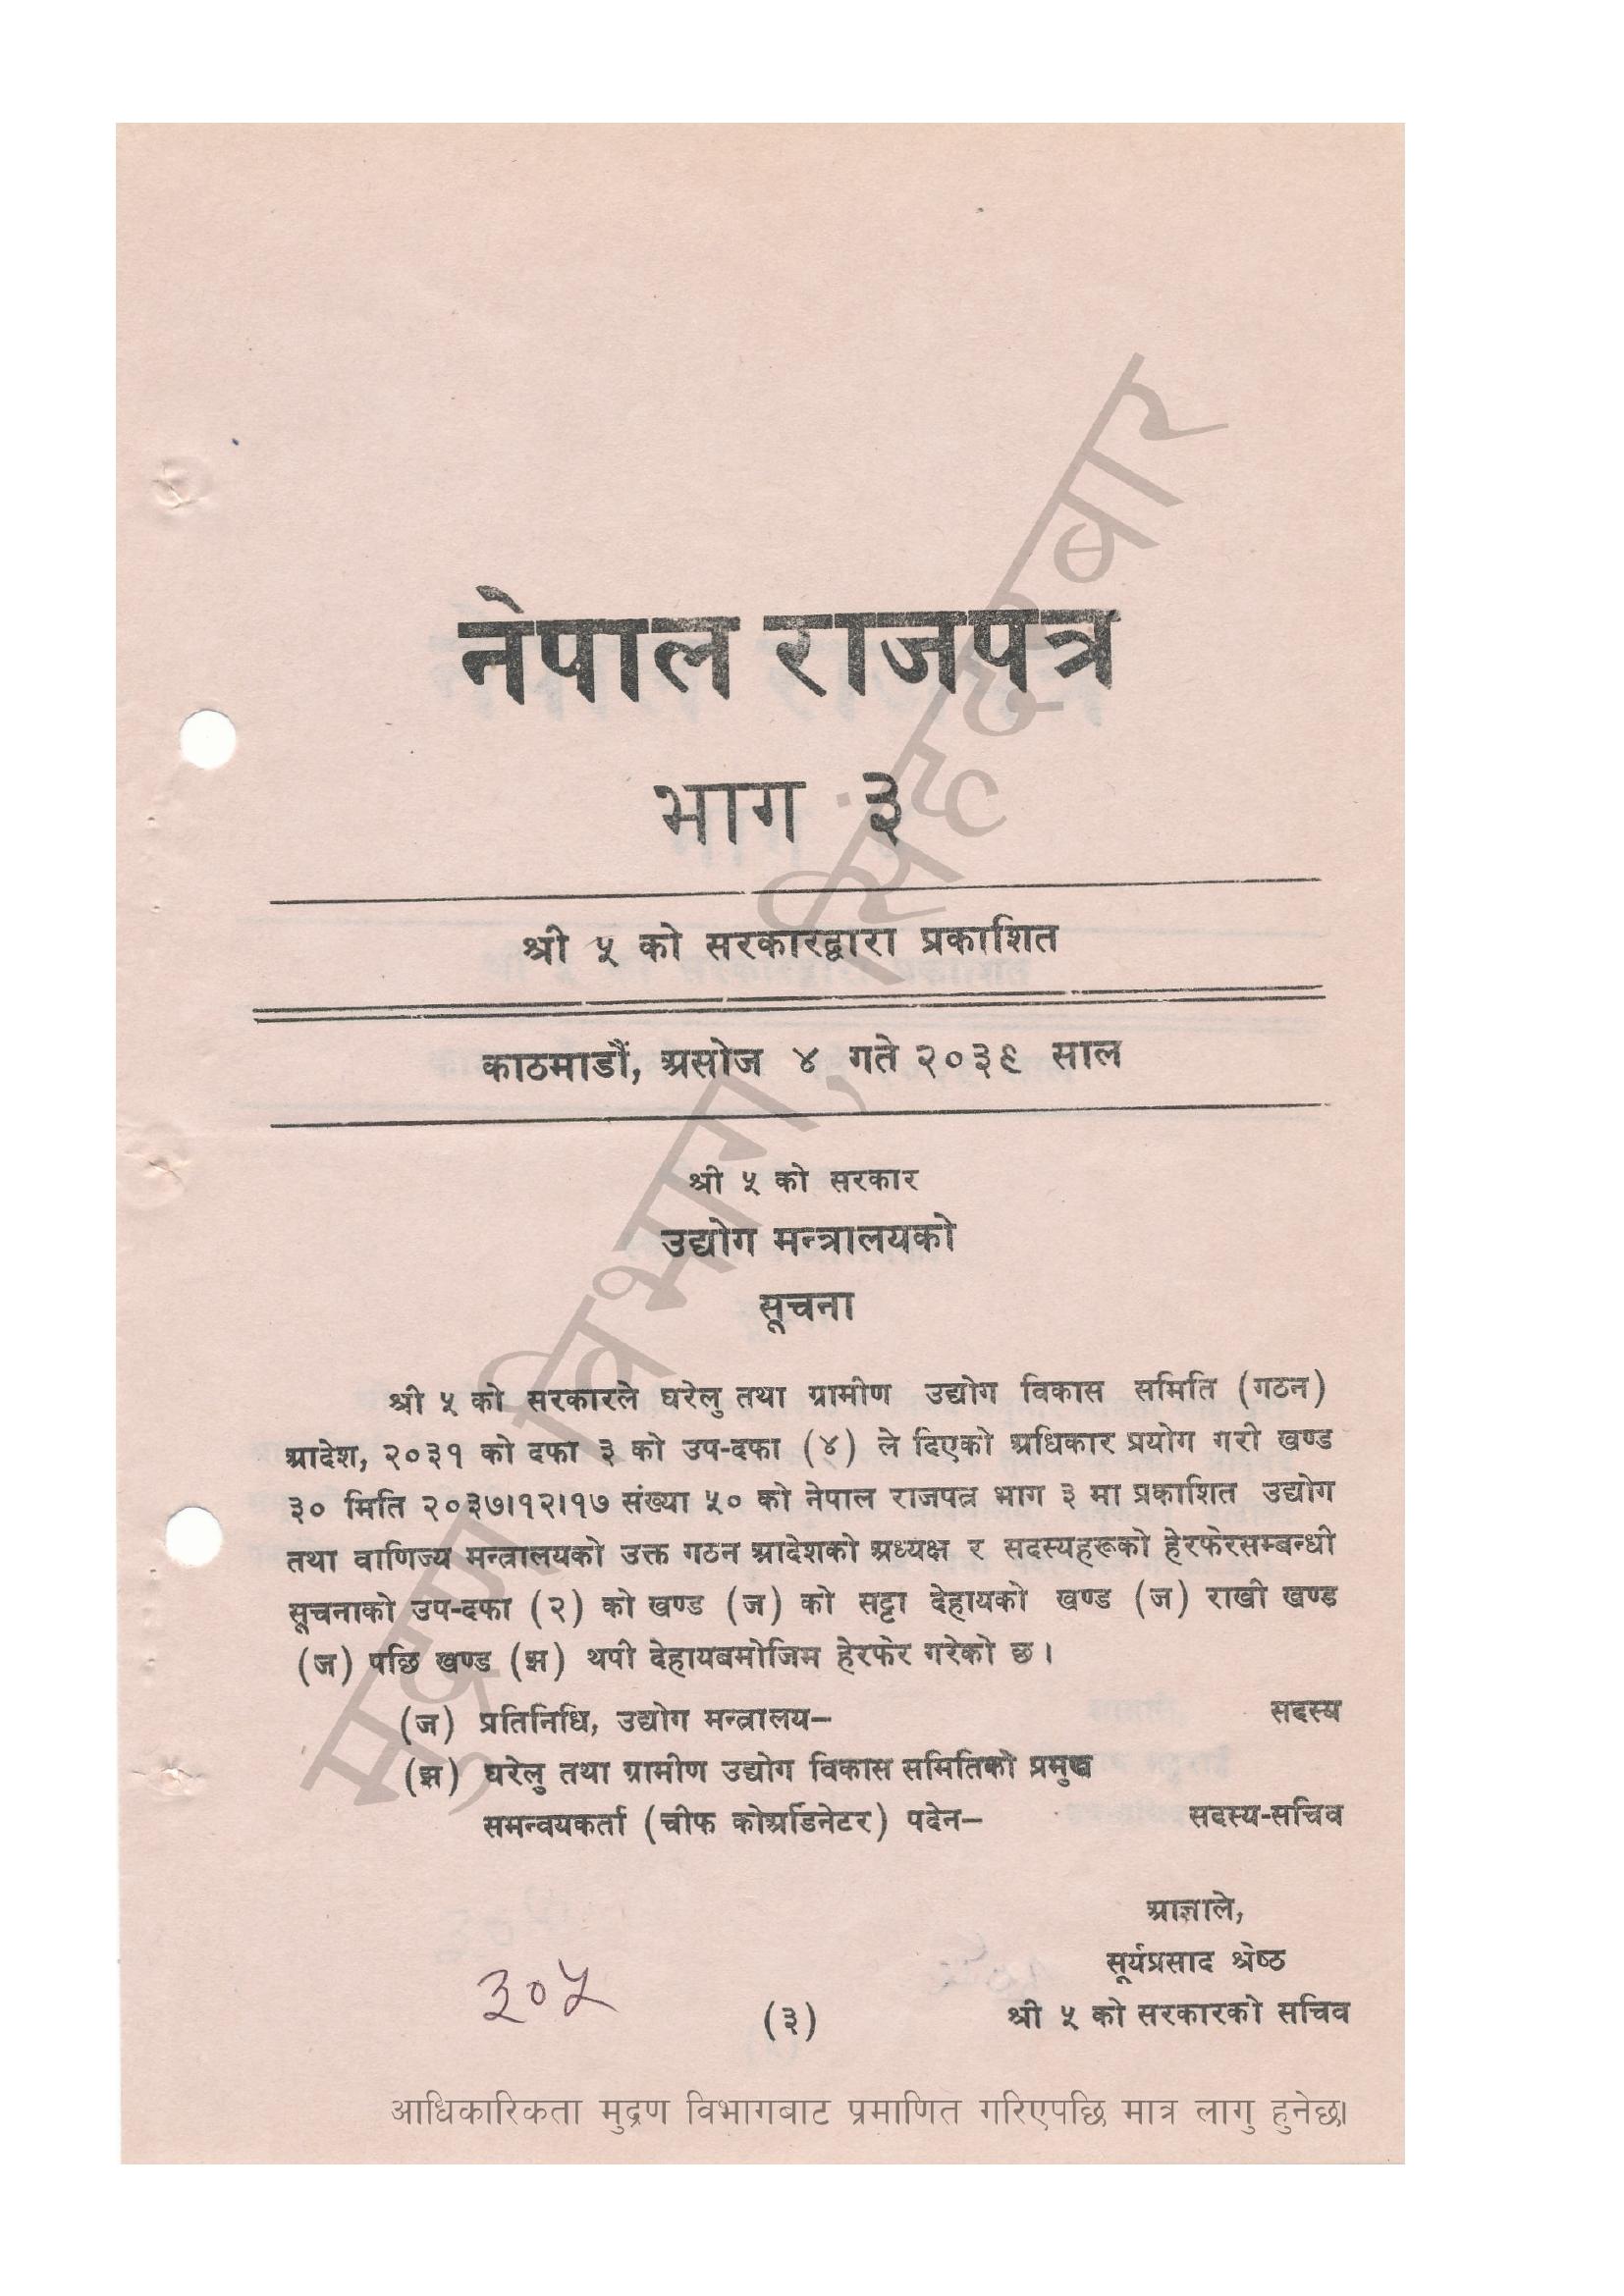 नेपाल राजपत्र
भाग ३
श्री ५ को सरकारद्वारा प्रकाशित
काठमाडौं, असोज ४ गते २०३९ साल
श्री ५ को सरकार
उद्योग मन्त्रालयको
सूचना
श्री ५ को सरकारले घरेलु तथा ग्रामीण उद्योग विकास समिति (गठन)
आदेश, २०३१ को दफा ३ को उप-दफा (४) ले दिएको अधिकार प्रयोग गरी खण्ड
३० मिति २०३७।१२।१७ संख्या ५० को नेपाल राजपत्र भाग ३ मा प्रकाशित उद्योग
तथा वाणिज्य मन्त्रालयको उक्त गठन आदेशको अध्यक्ष र सदस्यहरूको हेरफेरसम्बन्धी
सूचनाको उप-दफा (२) को खण्ड (ज) को सट्टा देहायको खण्ड (ज) राखी खण्ड
(ज) पछि खण्ड (झ) थपी देहायबमोजिम हेरफेर गरेको छ।
(ज) प्रतिनिधि, उद्योग मन्त्रालय– सदस्य
(झ) घरेलु तथा ग्रामीण उद्योग विकास समितिको प्रमुख
समन्वयकर्ता (चीफ कोअर्डिनेटर) पदेन– सदस्य-सचिव
आज्ञाले,
सूर्यप्रसाद श्रेष्ठ
श्री ५ को सरकारको सचिव
३०५
(३)
मुद्रण विभाग, सिंहदरबार
आधिकारिकता मुद्रण विभागबाट प्रमाणित गरिएपछि मात्र लागु हुनेछ।